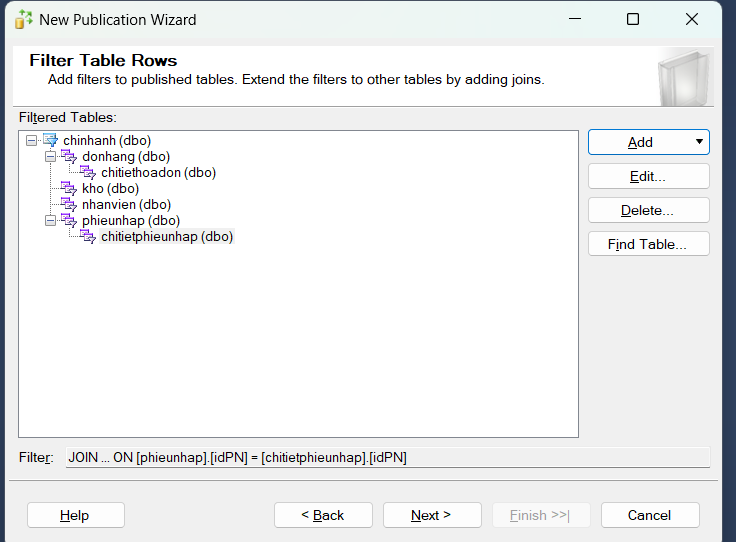 New Publication Wizard
Filter Table Rows
Add filters to published tables. Extend the filters to other tables by adding joins.
Filtered Tables:
chinhanh (dbo)
donhang (dbo)
chitiethoadon (dbo)
kho (dbo)
nhanvien (dbo)
phieunhap (dbo)
chitietphieunhap (dbo)
Add
Edit...
Delete...
Find Table...
Filter: JOIN ... ON [phieunhap].[idPN] = [chitietphieunhap].[idPN]
Help
< Back
Next >
Finish >>|
Cancel